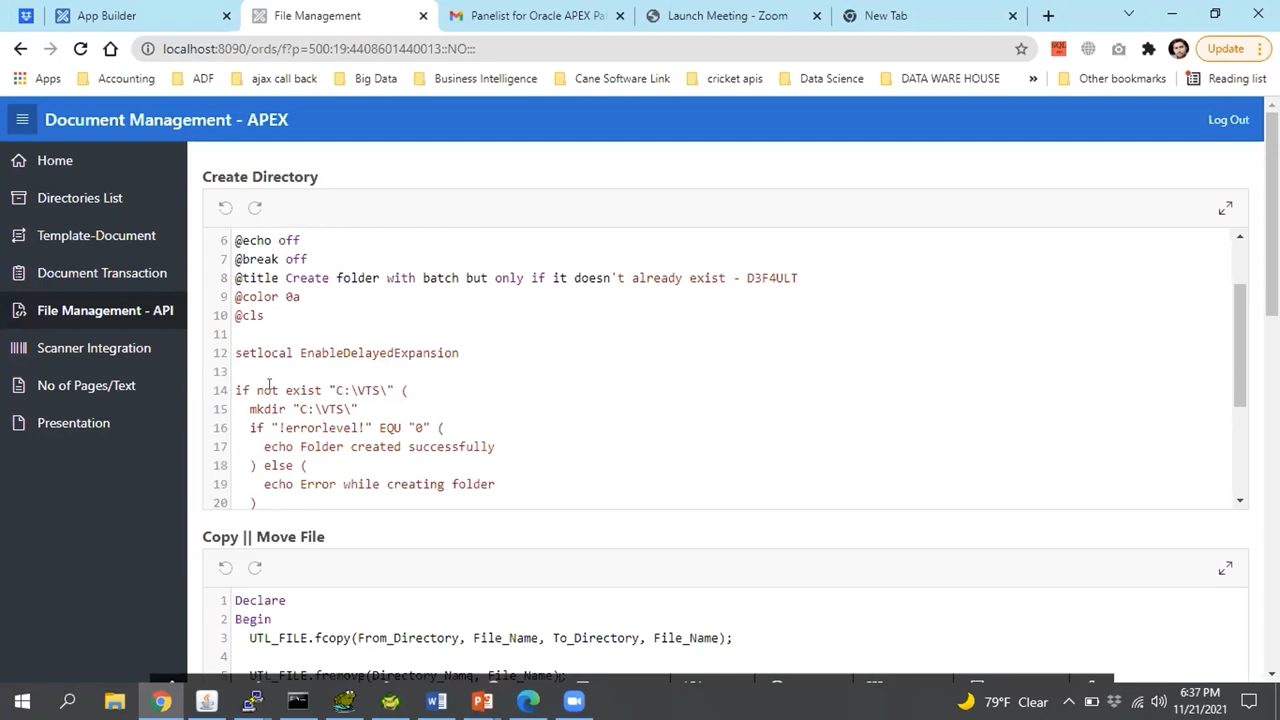 App Builder
File Management
Panelist for Oracle APEX Pa
Launch Meeting - Zoom
New Tab
localhost:8090/ords/f?p=500:19:4408601440013::NO:::
Update
Apps
Accounting
ADF
ajax call back
Big Data
Business Intelligence
Cane Software Link
cricket apis
Data Science
DATA WARE HOUSE
»
Other bookmarks
Reading list
Document Management - APEX
Log Out
Home
Directories List
Template-Document
Document Transaction
File Management - API
Scanner Integration
No of Pages/Text
Presentation
Create Directory
6 @echo off
7 @break off
8 @title Create folder with batch but only if it doesn't already exist - D3F4ULT
9 @color 0a
10 @cls
11
12 setlocal EnableDelayedExpansion
13
14 if not exist "C:\VTS\" (
15 mkdir "C:\VTS\"
16 if "!errorlevel!" EQU "0" (
17 echo Folder created successfully
18 ) else (
19 echo Error while creating folder
20 )
Copy || Move File
1 Declare
2 Begin
3 UTL_FILE.fcopy(From_Directory, File_Name, To_Directory, File_Name);
4
5 UTL_FILE.fremove(Directory_Name, File_Name);
79°F Clear
6:37 PM
11/21/2021